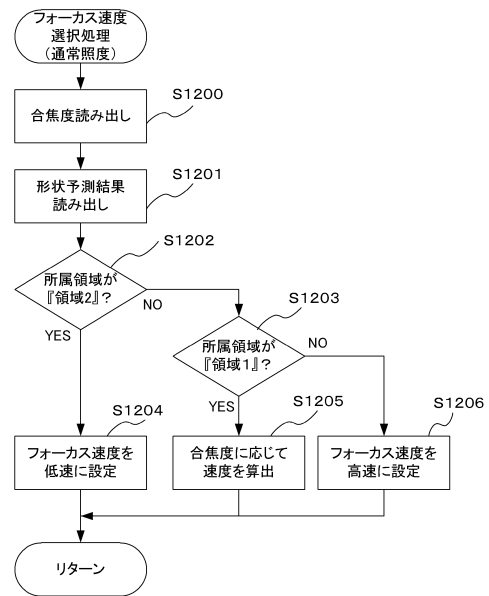 フォーカス速度
選択処理
(通常照度)
S1200
合焦度読み出し
S1201
形状予測結果
読み出し
S1202
所属領域が
『領域2』?
NO
YES
S1203
所属領域が
『領域1』?
NO
YES
S1204
フォーカス速度を
低速に設定
S1205
合焦度に応じて
速度を算出
S1206
フォーカス速度を
高速に設定
リターン